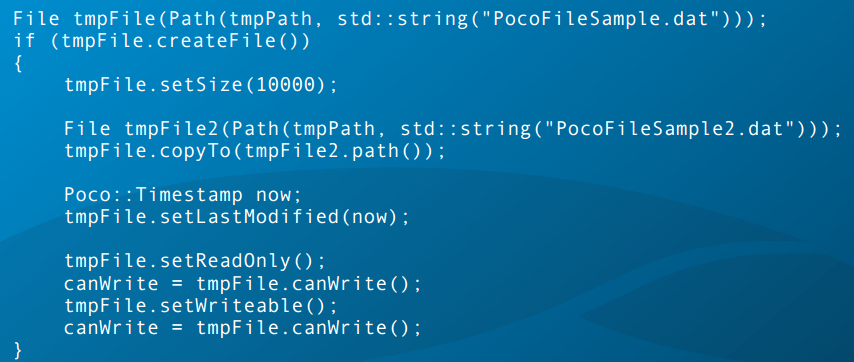 File tmpFile(Path(tmpPath, std::string("PocoFileSample.dat")));
if (tmpFile.createFile())
{
    tmpFile.setSize(10000);

    File tmpFile2(Path(tmpPath, std::string("PocoFileSample2.dat")));
    tmpFile.copyTo(tmpFile2.path());

    Poco::Timestamp now;
    tmpFile.setLastModified(now);

    tmpFile.setReadOnly();
    canWrite = tmpFile.canWrite();
    tmpFile.setWriteable();
    canWrite = tmpFile.canWrite();
}